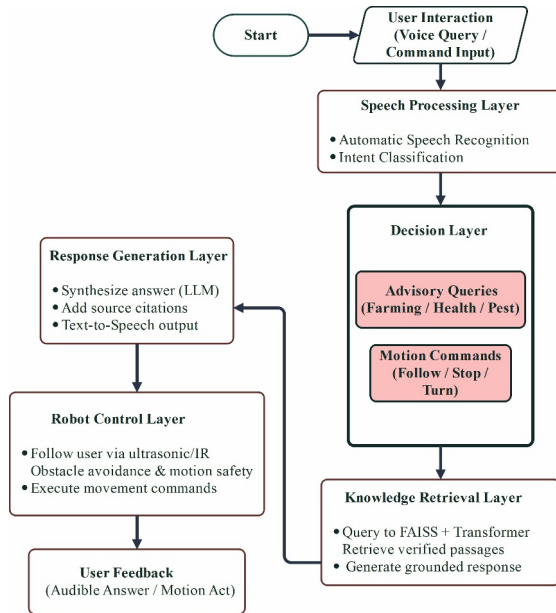 Start
User Interaction
(Voice Query /
Command Input)
Speech Processing Layer
• Automatic Speech Recognition
• Intent Classification
Decision Layer
Advisory Queries
(Farming / Health / Pest)
Motion Commands
(Follow / Stop /
Turn)
Knowledge Retrieval Layer
• Query to FAISS + Transformer
Retrieve verified passages
• Generate grounded response
Response Generation Layer
• Synthesize answer (LLM)
• Add source citations
• Text-to-Speech output
Robot Control Layer
• Follow user via ultrasonic/IR
Obstacle avoidance & motion safety
• Execute movement commands
User Feedback
(Audible Answer / Motion Act)